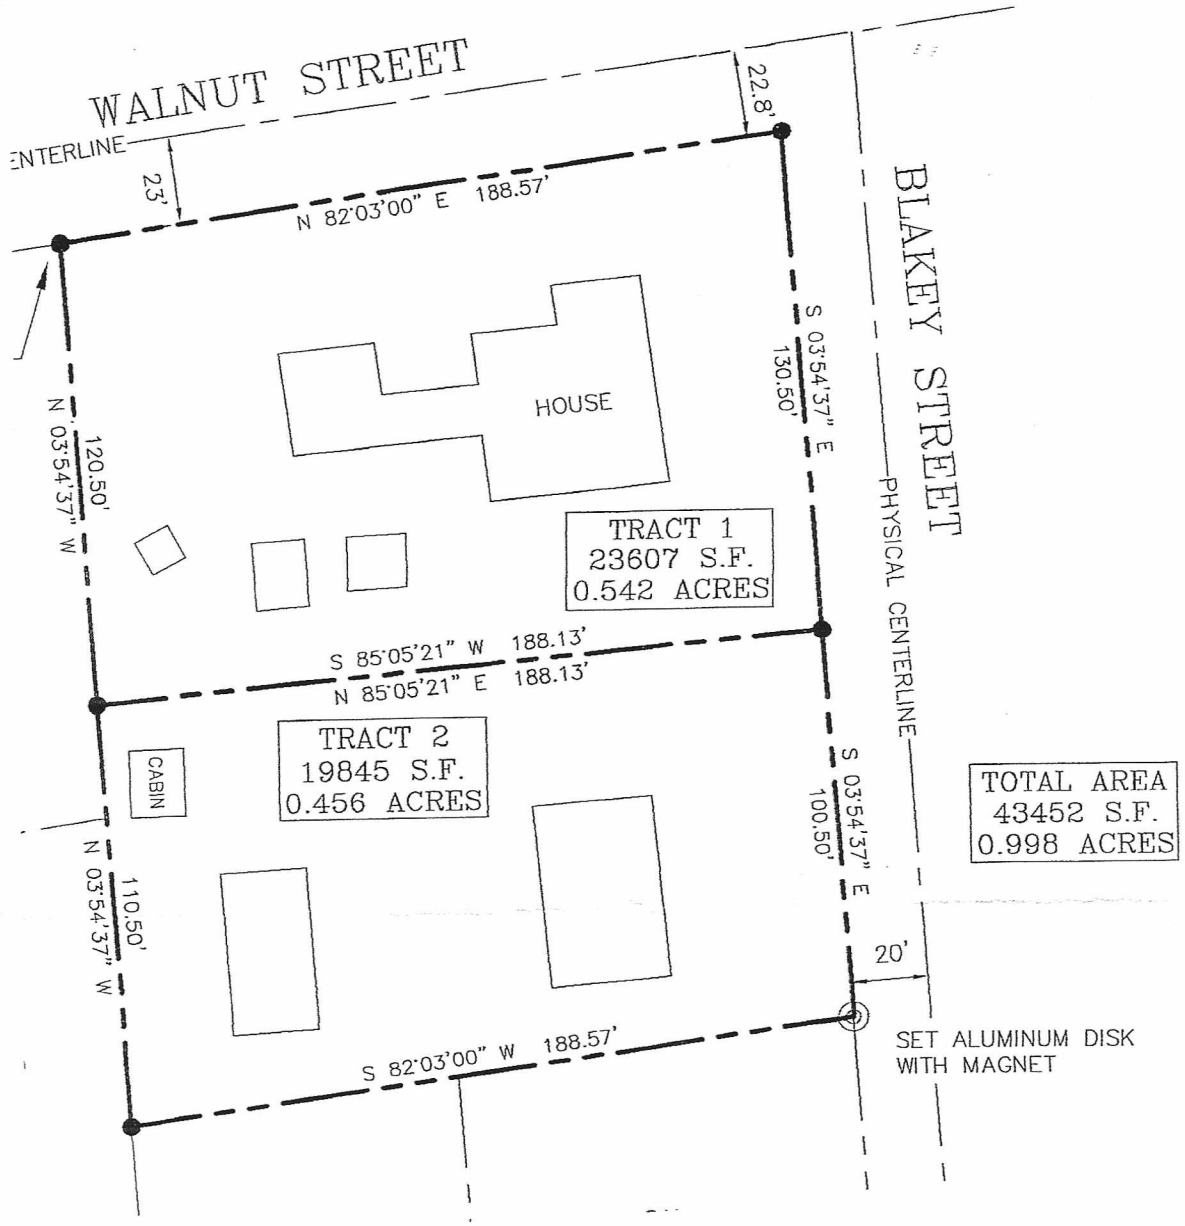 WALNUT STREET
ENTERLINE
23'
22.8'
N 82°03'00" E 188.57'
BLAKEY STREET
S 03°54'37" E
130.50'
HOUSE
120.50'
N 03°54'37" W
TRACT 1
23607 S.F.
0.542 ACRES
PHYSICAL CENTERLINE
S 85°05'21" W 188.13'
N 85°05'21" E 188.13'
TRACT 2
19845 S.F.
0.456 ACRES
CABIN
S 03°54'37" E
100.50'
TOTAL AREA
43452 S.F.
0.998 ACRES
110.50'
N 03°54'37" W
20'
S 82°03'00" W 188.57'
SET ALUMINUM DISK
WITH MAGNET